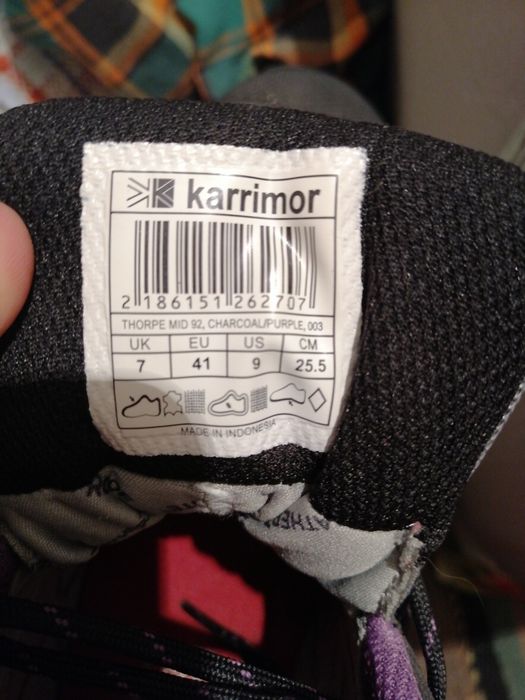 karrimor
2 186151 262707
THORPE MID 92, CHARCOAL/PURPLE, 003
UK EU US CM
7 41 9 25.5
MADE IN INDONESIA